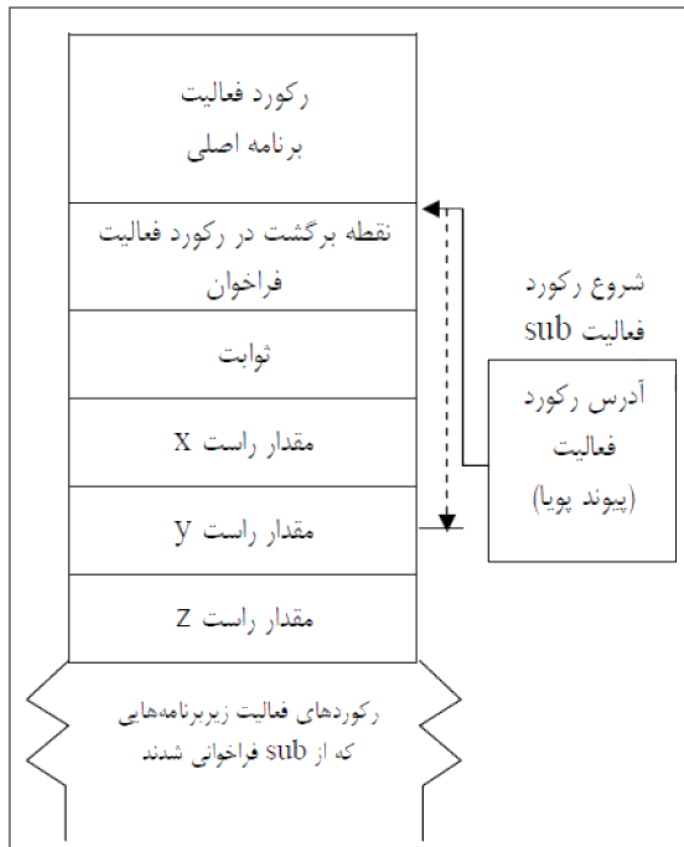 رکورد فعالیت
برنامه اصلی
نقطه برگشت در رکورد فعالیت
فراخوان
ثوابت
مقدار راست x
مقدار راست y
مقدار راست z
رکوردهای فعالیت زیربرنامه‌هایی
که از sub فراخوانی شدند
شروع رکورد
فعالیت sub
آدرس رکورد
فعالیت
(پیوند پویا)